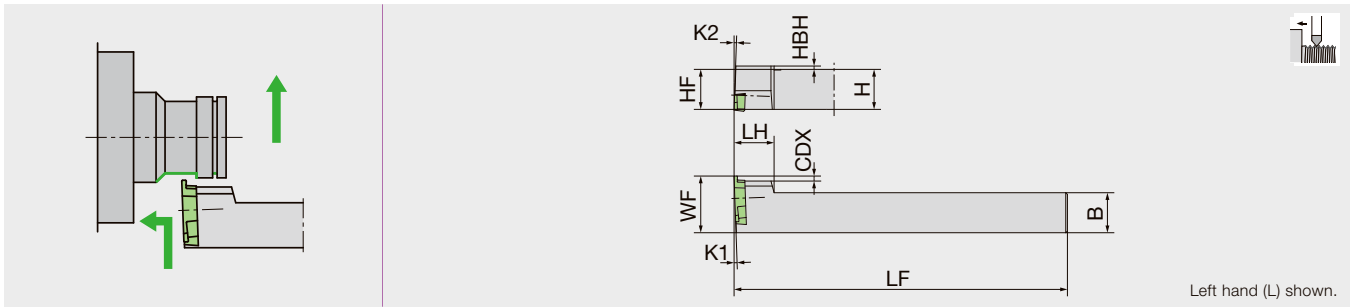 K2
HBH
HF
H
LH
CDX
WF
B
K1
LF
Left hand (L) shown.